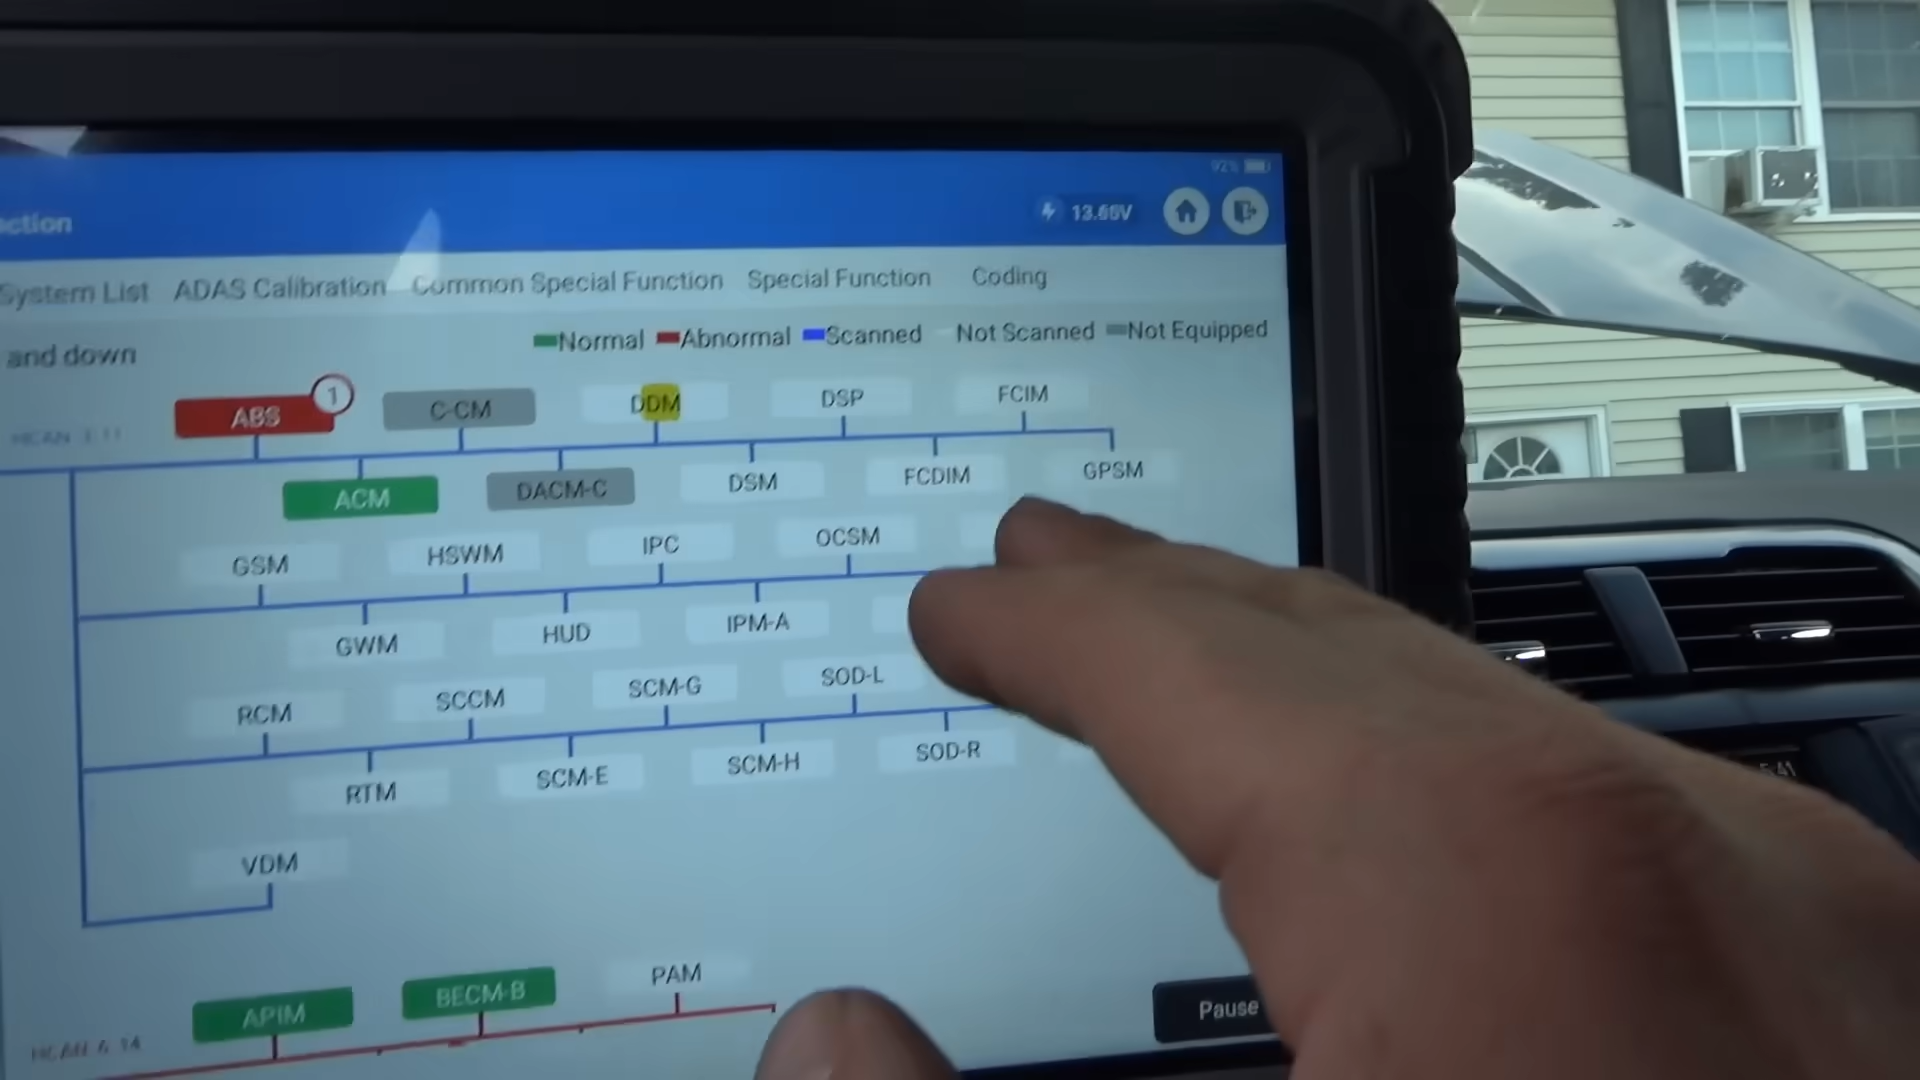 92%
ction
13.66V
System List ADAS Calibration Common Special Function Special Function Coding
and down
Normal Abnormal Scanned Not Scanned Not Equipped
ABS 1 C-CM DDM DSP FCIM
ACM DACM-C DSM FCDIM GPSM
GSM HSWM IPC OCSM
GWM HUD IPM-A
RCM SCCM SCM-G SOD-L
RTM SCM-E SCM-H SOD-R
VDM
APIM BECM-B PAM
Pause